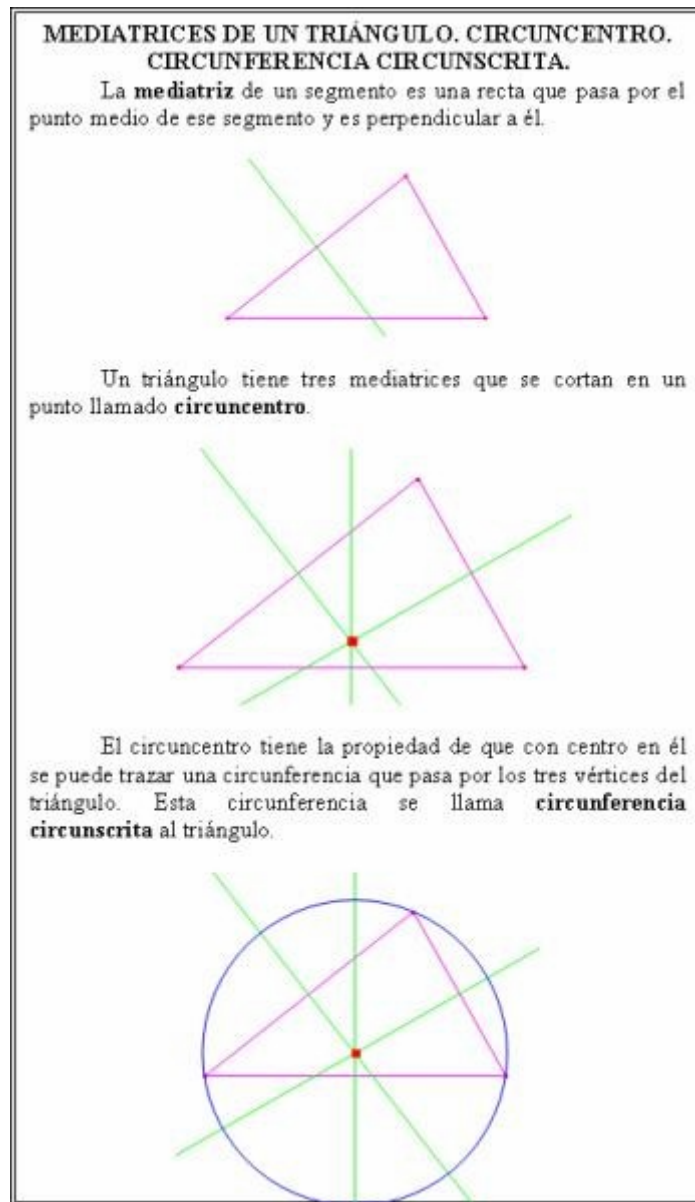 MEDIATRICES DE UN TRIÁNGULO. CIRCUNCENTRO.
CIRCUNFERENCIA CIRCUNSCRITA.
La mediatriz de un segmento es una recta que pasa por el
punto medio de ese segmento y es perpendicular a él.
Un triángulo tiene tres mediatrices que se cortan en un
punto llamado circuncentro.
El circuncentro tiene la propiedad de que con centro en él
se puede trazar una circunferencia que pasa por los tres vértices del
triángulo. Esta circunferencia se llama circunferencia
circunscrita al triángulo.